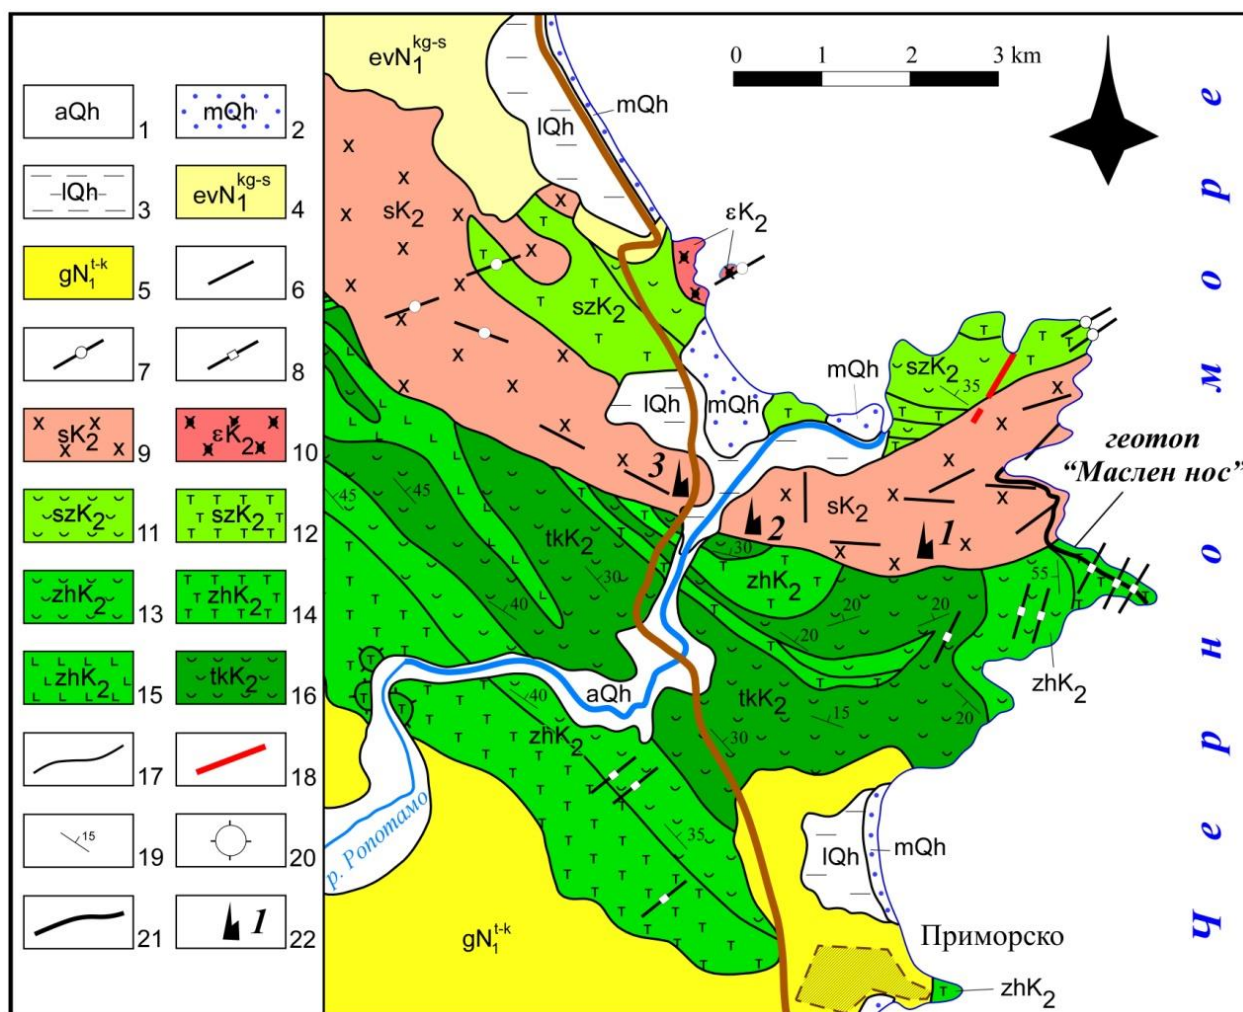 aQh 1
mQh 2
lQh 3
evN₁ᵏᵍ⁻ˢ 4
gN₁ᵗ⁻ᵏ 5
6
7
8
sK₂ 9
εK₂ 10
szK₂ 11
szK₂ 12
zhK₂ 13
zhK₂ 14
zhK₂ 15
tkK₂ 16
17
18
15 19
20
21
1 22
0 1 2 3 km
evN₁ᵏᵍ⁻ˢ
lQh
mQh
sK₂
εK₂
szK₂
szK₂
35
mQh
lQh
mQh
геотоп
“Маслен нос”
3
2
1
sK₂
45
45
tkK₂
30
30
zhK₂
55
20
20
20
40
zhK₂
tkK₂
15
20
aQh
40
zhK₂
30
35
р. Ропотамо
lQh
mQh
gN₁ᵗ⁻ᵏ
Приморско
zhK₂
Черно море